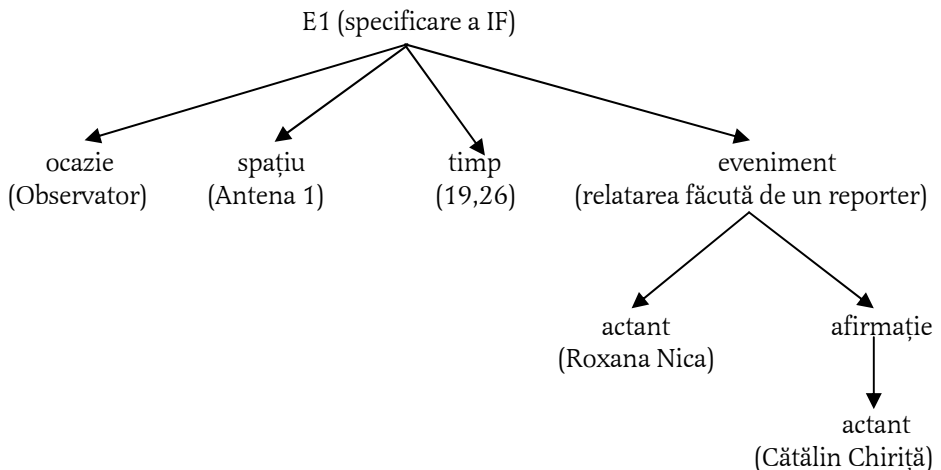 E1 (specificare a IF)
ocazie
(Observator)
spațiu
(Antena 1)
timp
(19,26)
eveniment
(relatarea făcută de un reporter)
actant
(Roxana Nica)
afirmație
actant
(Cătălin Chiriță)